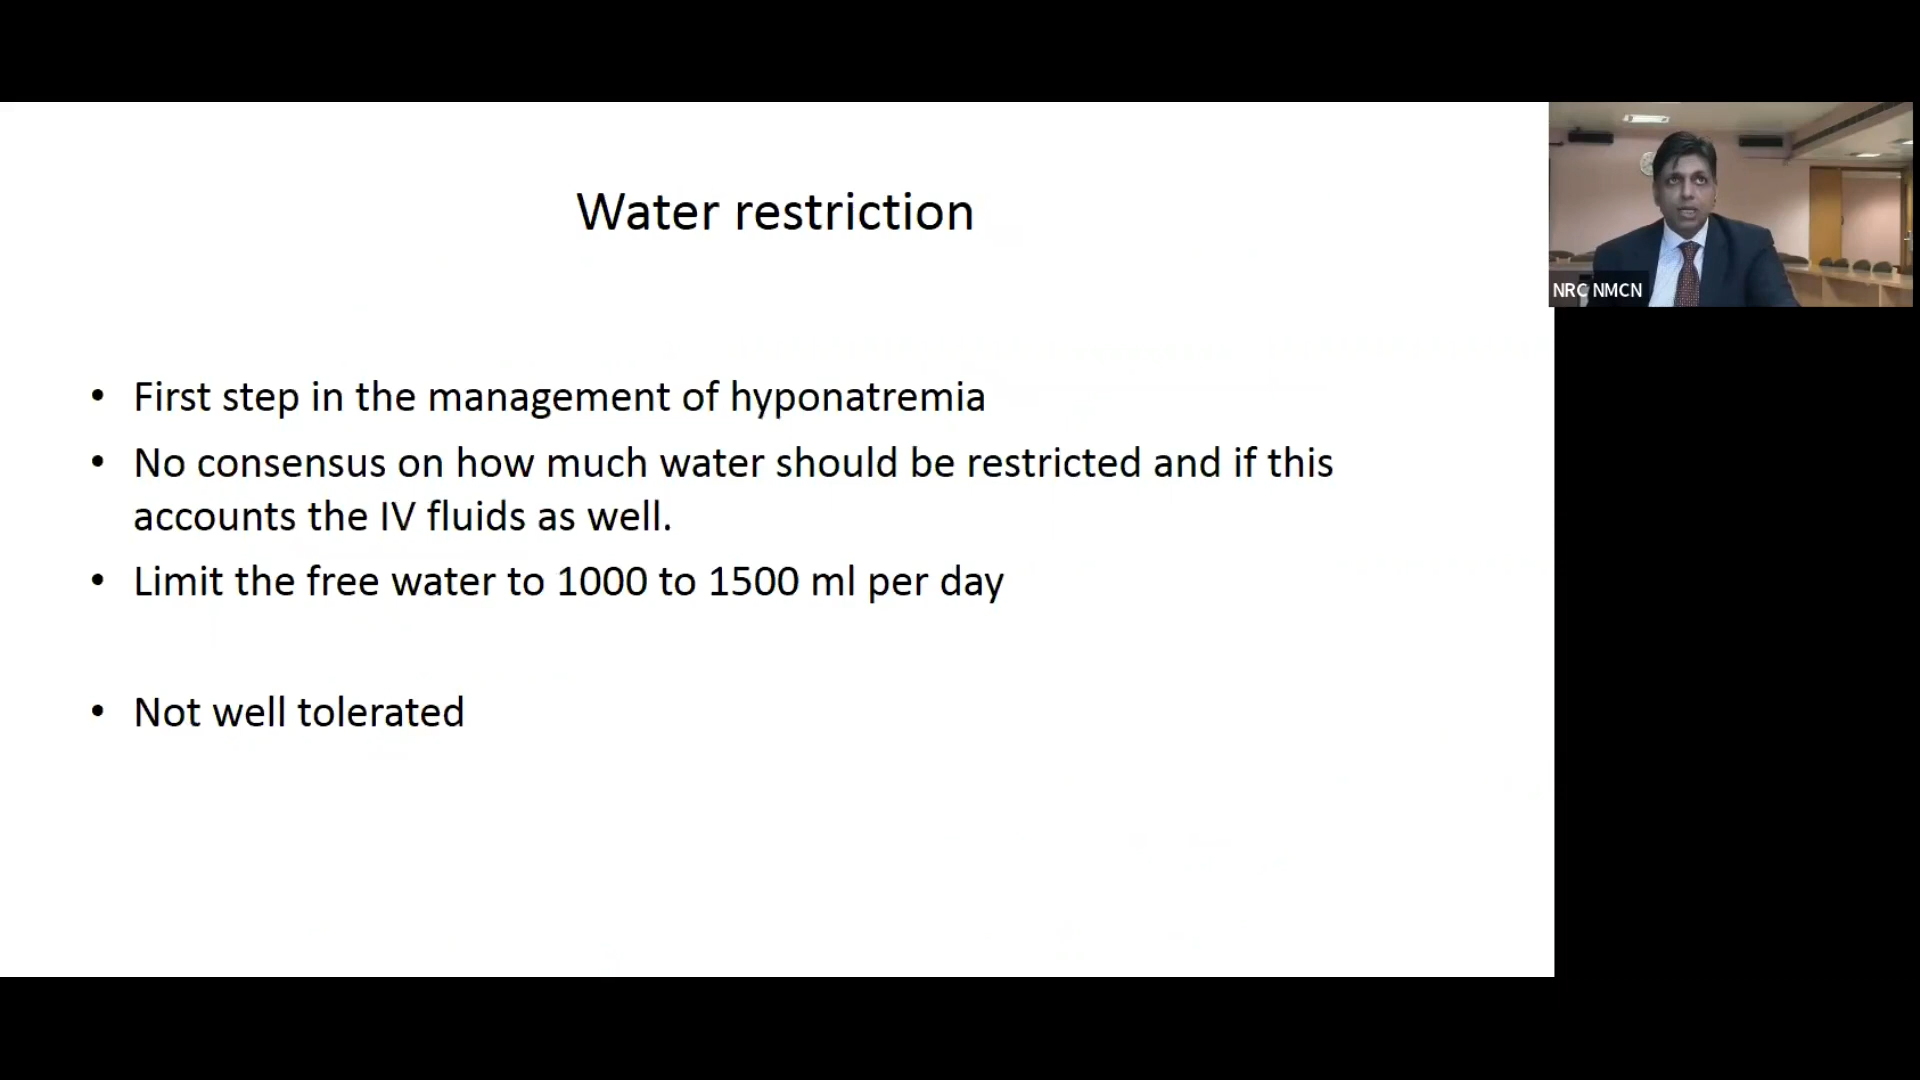 Water restriction
NRC NMCN
• First step in the management of hyponatremia
• No consensus on how much water should be restricted and if this
accounts the IV fluids as well.
• Limit the free water to 1000 to 1500 ml per day
• Not well tolerated